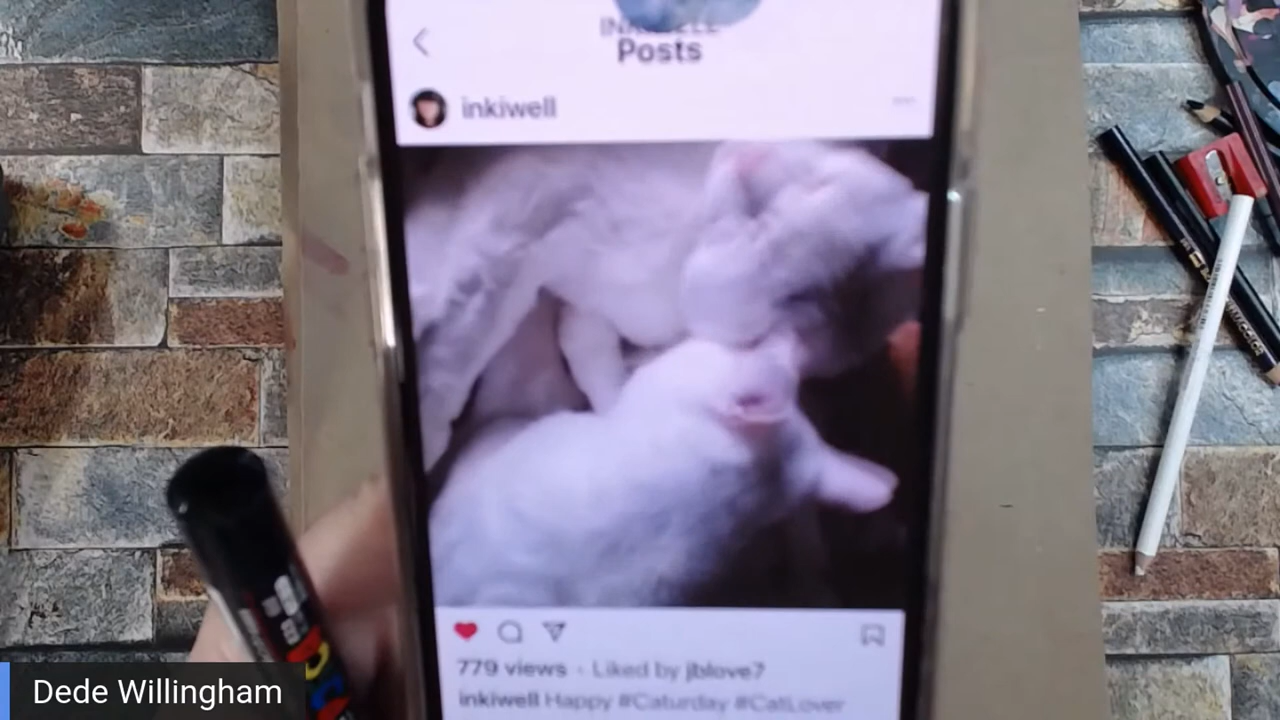 Posts
inkiwell
779 views · Liked by jblove7
inkiwell Happy #Caturday #CatLover
Dede Willingham